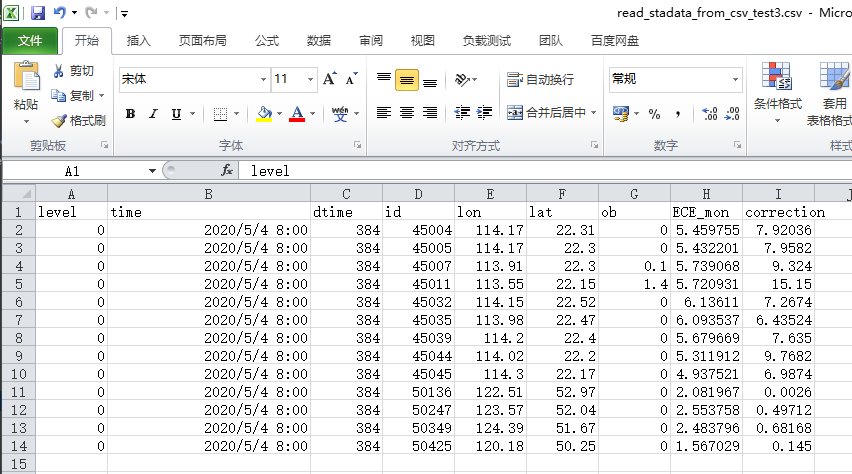 read_stadata_from_csv_test3.csv - Micro
文件 开始 插入 页面布局 公式 数据 审阅 视图 负载测试 团队 百度网盘
剪切
宋体 11 A A 自动换行 常规
粘贴 复制 条件格式 套用
格式刷 B I U A wén 文 合并后居中 % , 表格格式
剪贴板 字体 对齐方式 数字 样式
A1 fx level
A B C D E F G H I J
1 level time dtime id lon lat ob ECE_mon correction
2 0 2020/5/4 8:00 384 45004 114.17 22.31 0 5.459755 7.92036
3 0 2020/5/4 8:00 384 45005 114.17 22.3 0 5.432201 7.9582
4 0 2020/5/4 8:00 384 45007 113.91 22.3 0.1 5.739068 9.324
5 0 2020/5/4 8:00 384 45011 113.55 22.15 1.4 5.720931 15.15
6 0 2020/5/4 8:00 384 45032 114.15 22.52 0 6.13611 7.2674
7 0 2020/5/4 8:00 384 45035 113.98 22.47 0 6.093537 6.43524
8 0 2020/5/4 8:00 384 45039 114.2 22.4 0 5.679669 7.635
9 0 2020/5/4 8:00 384 45044 114.02 22.2 0 5.311912 9.7682
10 0 2020/5/4 8:00 384 45045 114.3 22.17 0 4.937521 6.9874
11 0 2020/5/4 8:00 384 50136 122.51 52.97 0 2.081967 0.0026
12 0 2020/5/4 8:00 384 50247 123.57 52.04 0 2.553758 0.49712
13 0 2020/5/4 8:00 384 50349 124.39 51.67 0 2.483796 0.68168
14 0 2020/5/4 8:00 384 50425 120.18 50.25 0 1.567029 0.145
15